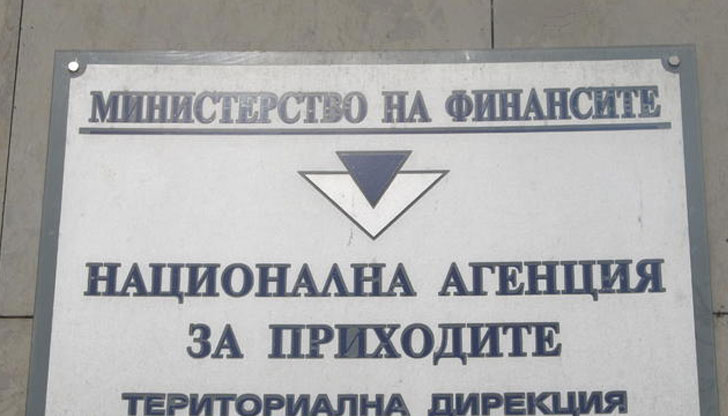 МИНИСТЕРСТВО НА ФИНАНСИТЕ
НАЦИОНАЛНА АГЕНЦИЯ
ЗА ПРИХОДИТЕ
ТЕРИТОРИАЛНА ДИРЕКЦИЯ